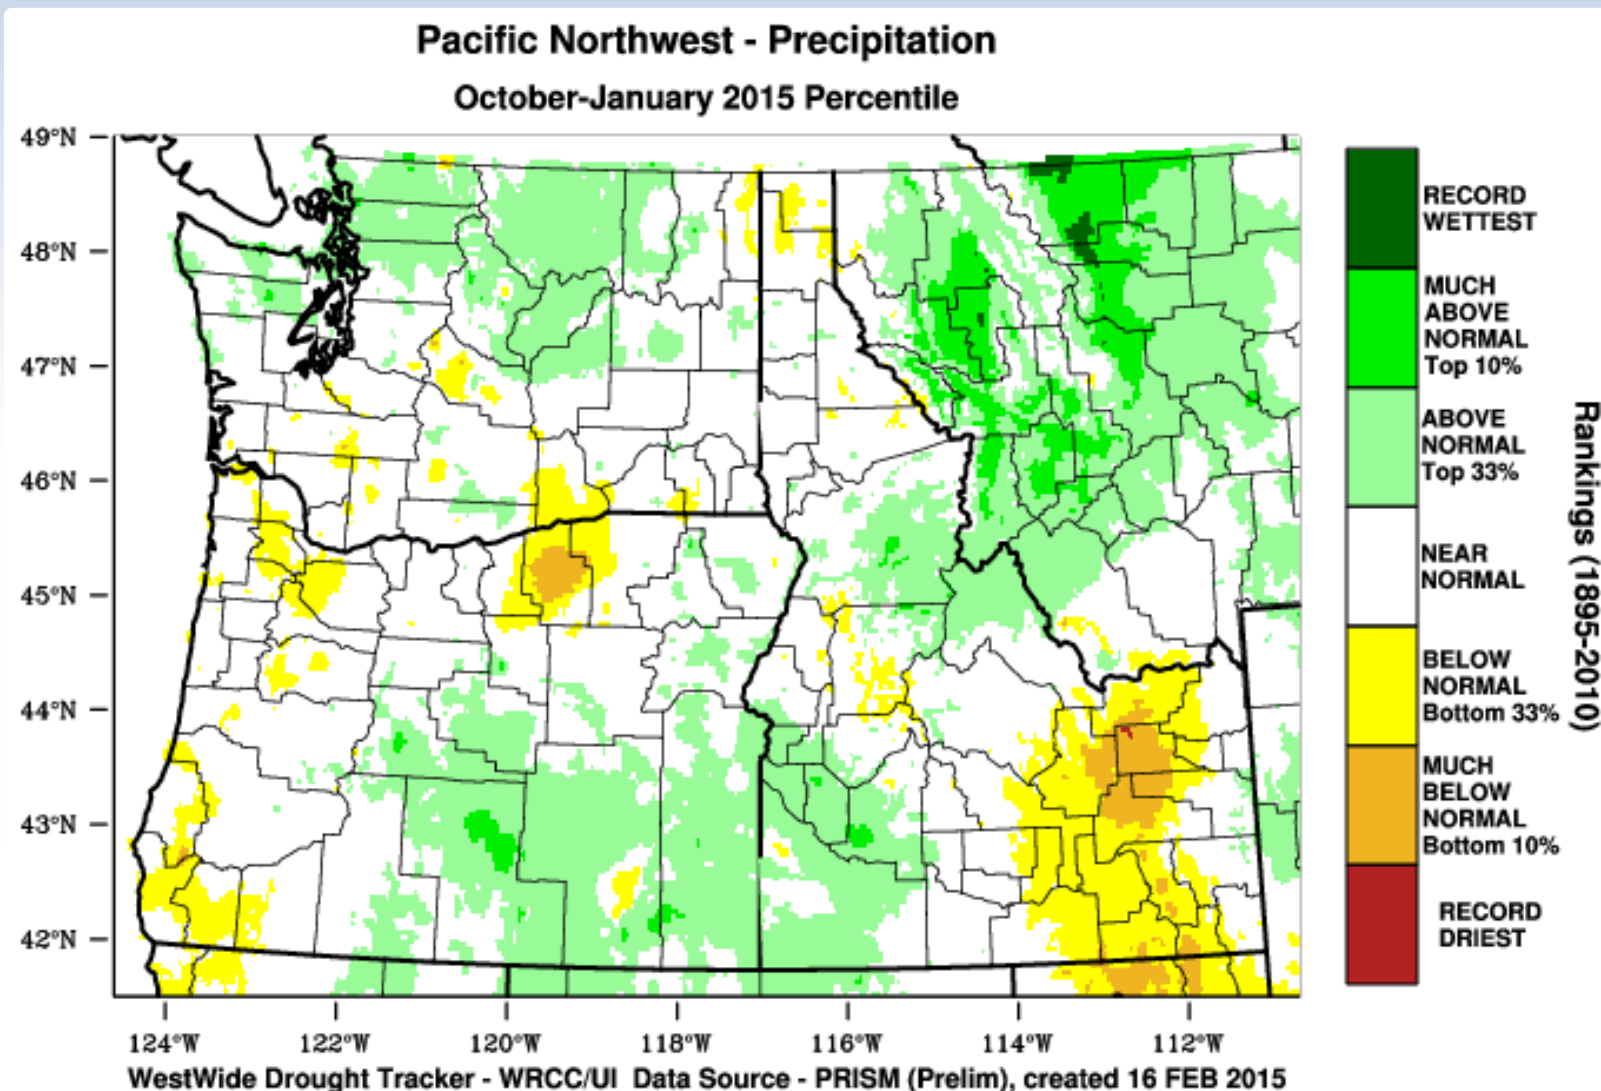 Pacific Northwest - Precipitation
October-January 2015 Percentile
49°N
48°N
47°N
46°N
45°N
44°N
43°N
42°N
124°W
122°W
120°W
118°W
116°W
114°W
112°W
RECORD
WETTEST
MUCH
ABOVE
NORMAL
Top 10%
ABOVE
NORMAL
Top 33%
NEAR
NORMAL
BELOW
NORMAL
Bottom 33%
MUCH
BELOW
NORMAL
Bottom 10%
RECORD
DRIEST
Rankings (1895-2010)
WestWide Drought Tracker - WRCC/UI Data Source - PRISM (Prelim), created 16 FEB 2015